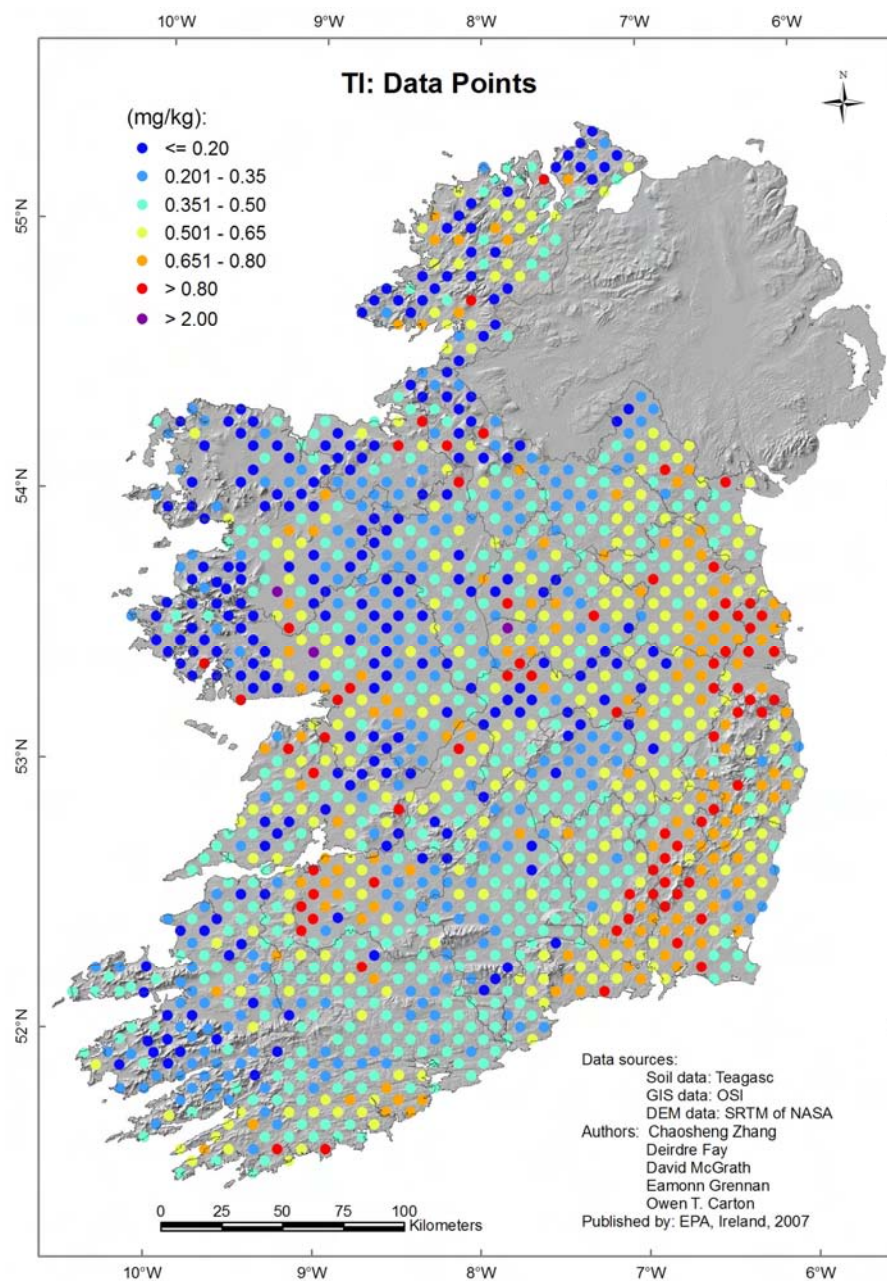 10°W 9°W 8°W 7°W 6°W
Tl: Data Points
N
(mg/kg):
<= 0.20
0.201 - 0.35
0.351 - 0.50
0.501 - 0.65
0.651 - 0.80
> 0.80
> 2.00
55°N
54°N
53°N
52°N
Data sources:
Soil data: Teagasc
GIS data: OSI
DEM data: SRTM of NASA
Authors: Chaosheng Zhang
Deirdre Fay
David McGrath
Eamonn Grennan
Owen T. Carton
Published by: EPA, Ireland, 2007
0 25 50 75 100
Kilometers
10°W 9°W 8°W 7°W 6°W